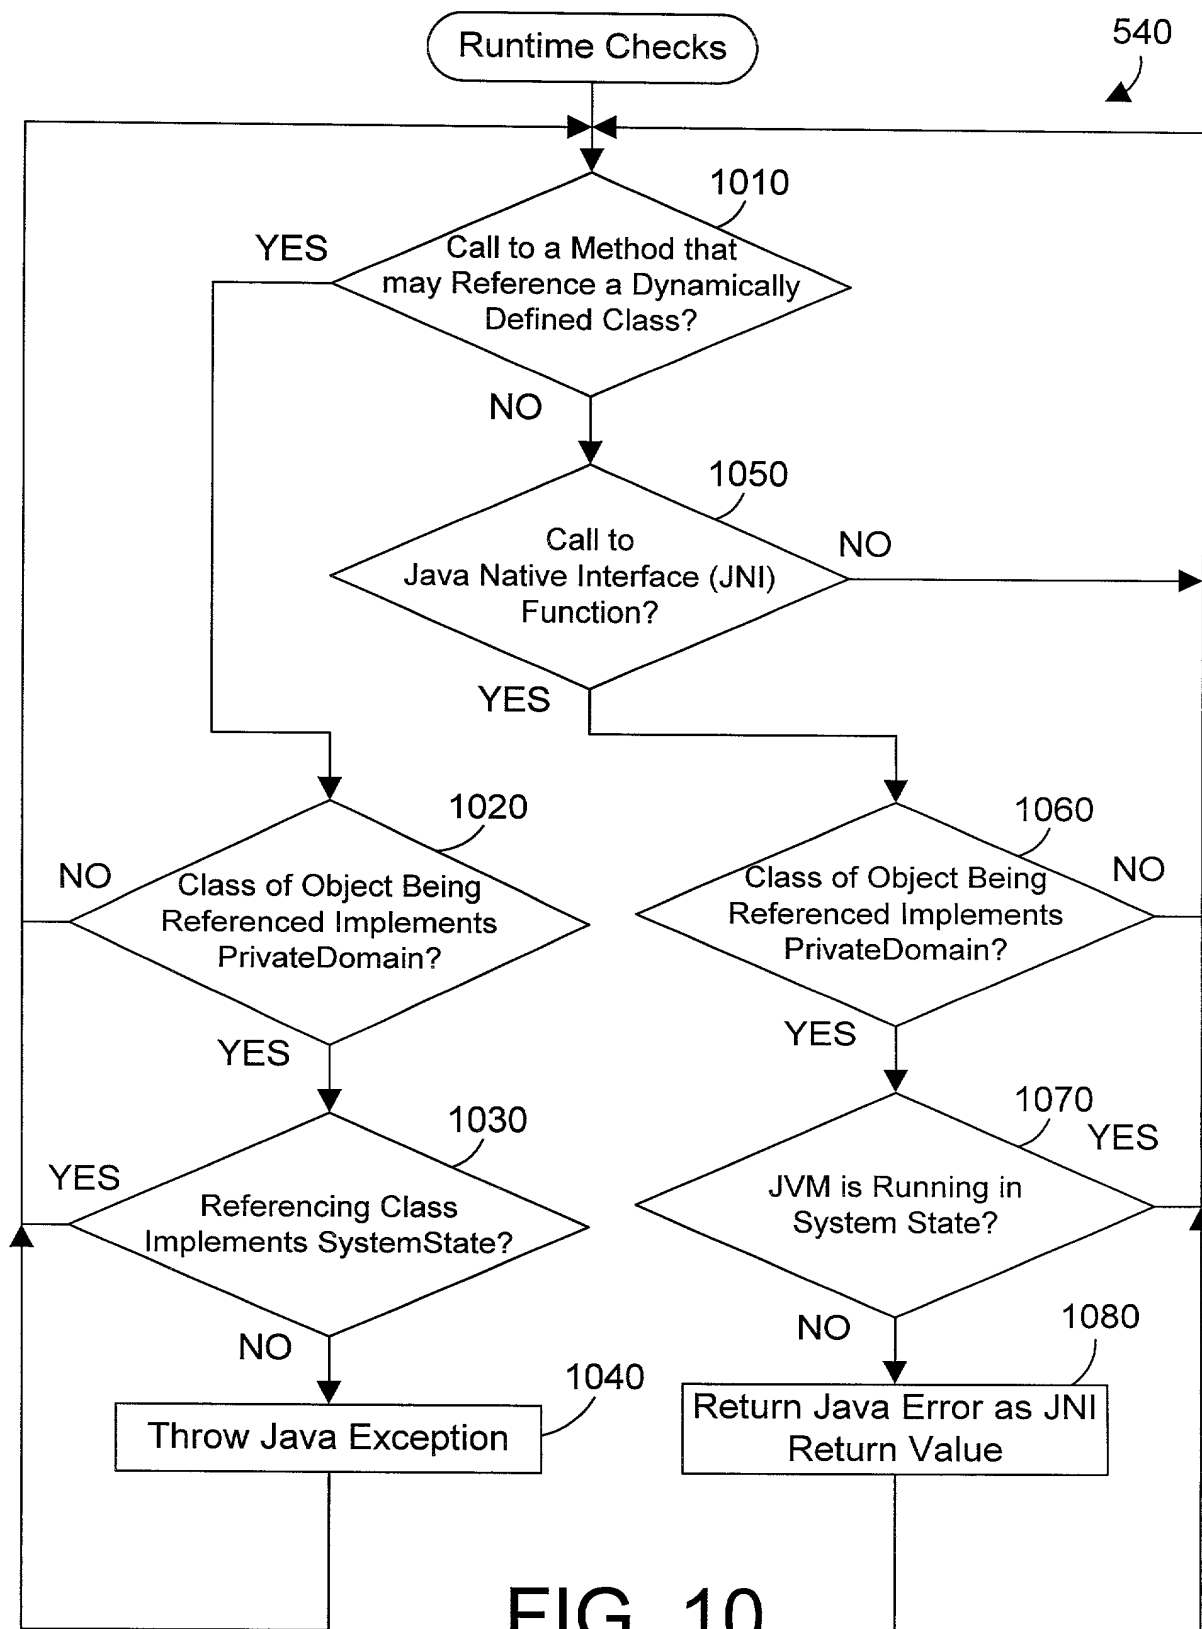 Runtime Checks
540
1010
YES
Call to a Method that
may Reference a Dynamically
Defined Class?
NO
1050
Call to
Java Native Interface (JNI)
Function?
NO
YES
1020
NO
Class of Object Being
Referenced Implements
PrivateDomain?
YES
1060
Class of Object Being
Referenced Implements
PrivateDomain?
NO
YES
1030
YES
Referencing Class
Implements SystemState?
NO
1070
YES
JVM is Running in
System State?
NO
1040
Throw Java Exception
1080
Return Java Error as JNI
Return Value
FIG. 10